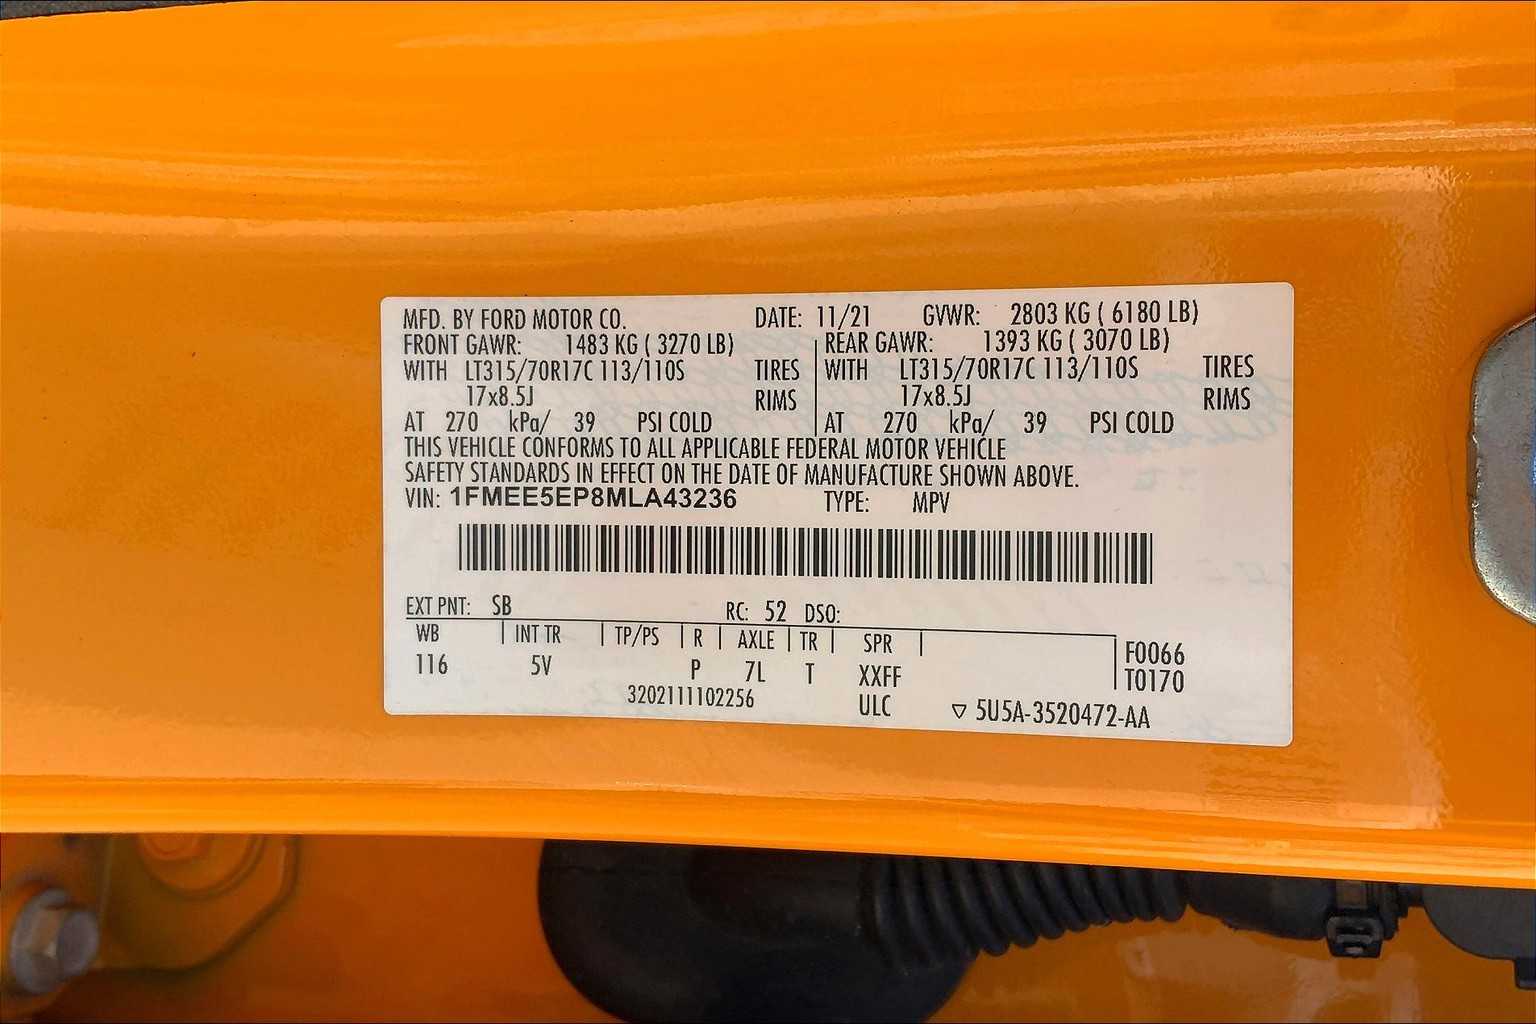 MFD. BY FORD MOTOR CO. DATE: 11/21 GVWR: 2803 KG ( 6180 LB)
FRONT GAWR: 1483 KG ( 3270 LB) REAR GAWR: 1393 KG ( 3070 LB)
WITH LT315/70R17C 113/110S TIRES WITH LT315/70R17C 113/110S TIRES
17x8.5J RIMS 17x8.5J RIMS
AT 270 kPa/ 39 PSI COLD AT 270 kPa/ 39 PSI COLD
THIS VEHICLE CONFORMS TO ALL APPLICABLE FEDERAL MOTOR VEHICLE
SAFETY STANDARDS IN EFFECT ON THE DATE OF MANUFACTURE SHOWN ABOVE.
VIN: 1FMEE5EP8MLA43236 TYPE: MPV
EXT PNT: SB RC: 52 DSO:
WB INT TR TP/PS R AXLE TR SPR F0066
116 5V P 7L T XXFF T0170
3202111102256 ULC ▽ 5U5A-3520472-AA